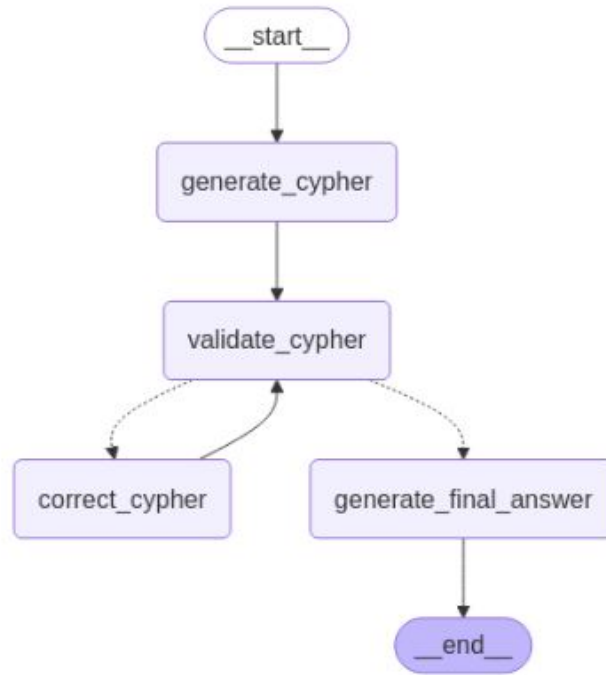 __start__
generate_cypher
validate_cypher
correct_cypher
generate_final_answer
__end__